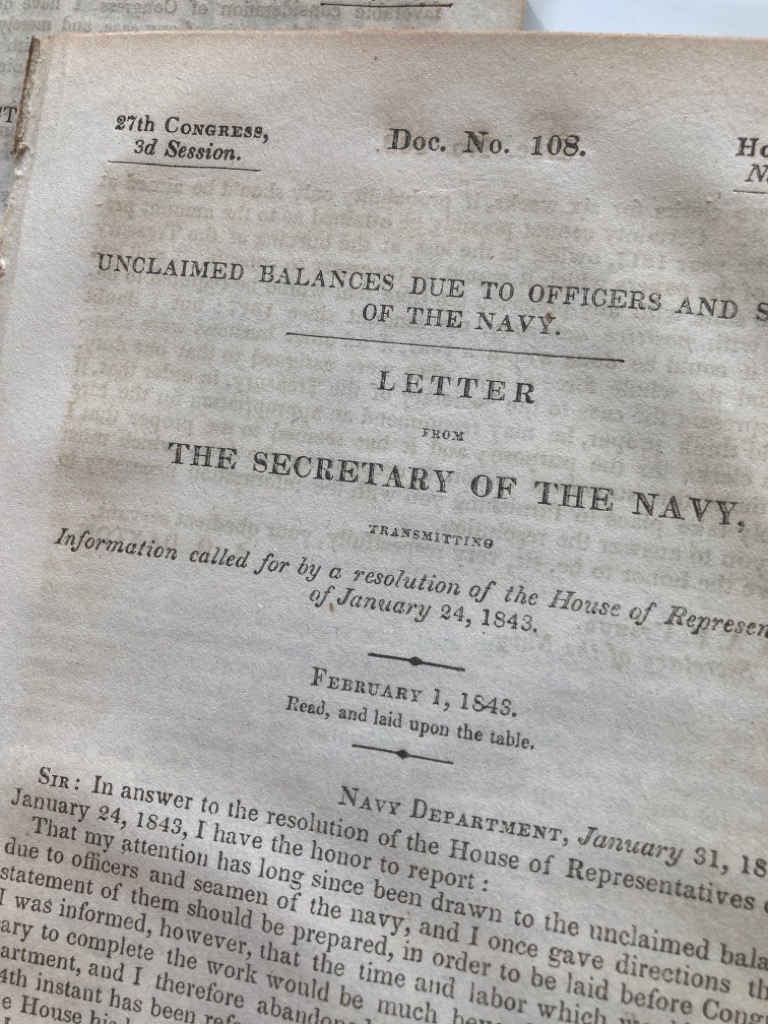 27th CONGRESS,
3d Session.
Doc. No. 108.
UNCLAIMED BALANCES DUE TO OFFICERS AND
OF THE NAVY.
LETTER
FROM
THE SECRETARY OF THE NAVY,
TRANSMITTING
Information called for by a resolution of the House of
of January 24, 1843.
FEBRUARY 1, 1843.
Read, and laid upon the table.
NAVY DEPARTMENT, January 31,
SIR: In answer to the resolution of the House of Representatives
January 24, 1843, I have the honor to report:
That my attention has long since been drawn to the unclaimed
due to officers and seamen of the navy, and I once gave directions
statement of them should be prepared, in order to be laid before
I was informed, however, that the time and labor which
to complete the work would be much
and I therefore
instant has been
House